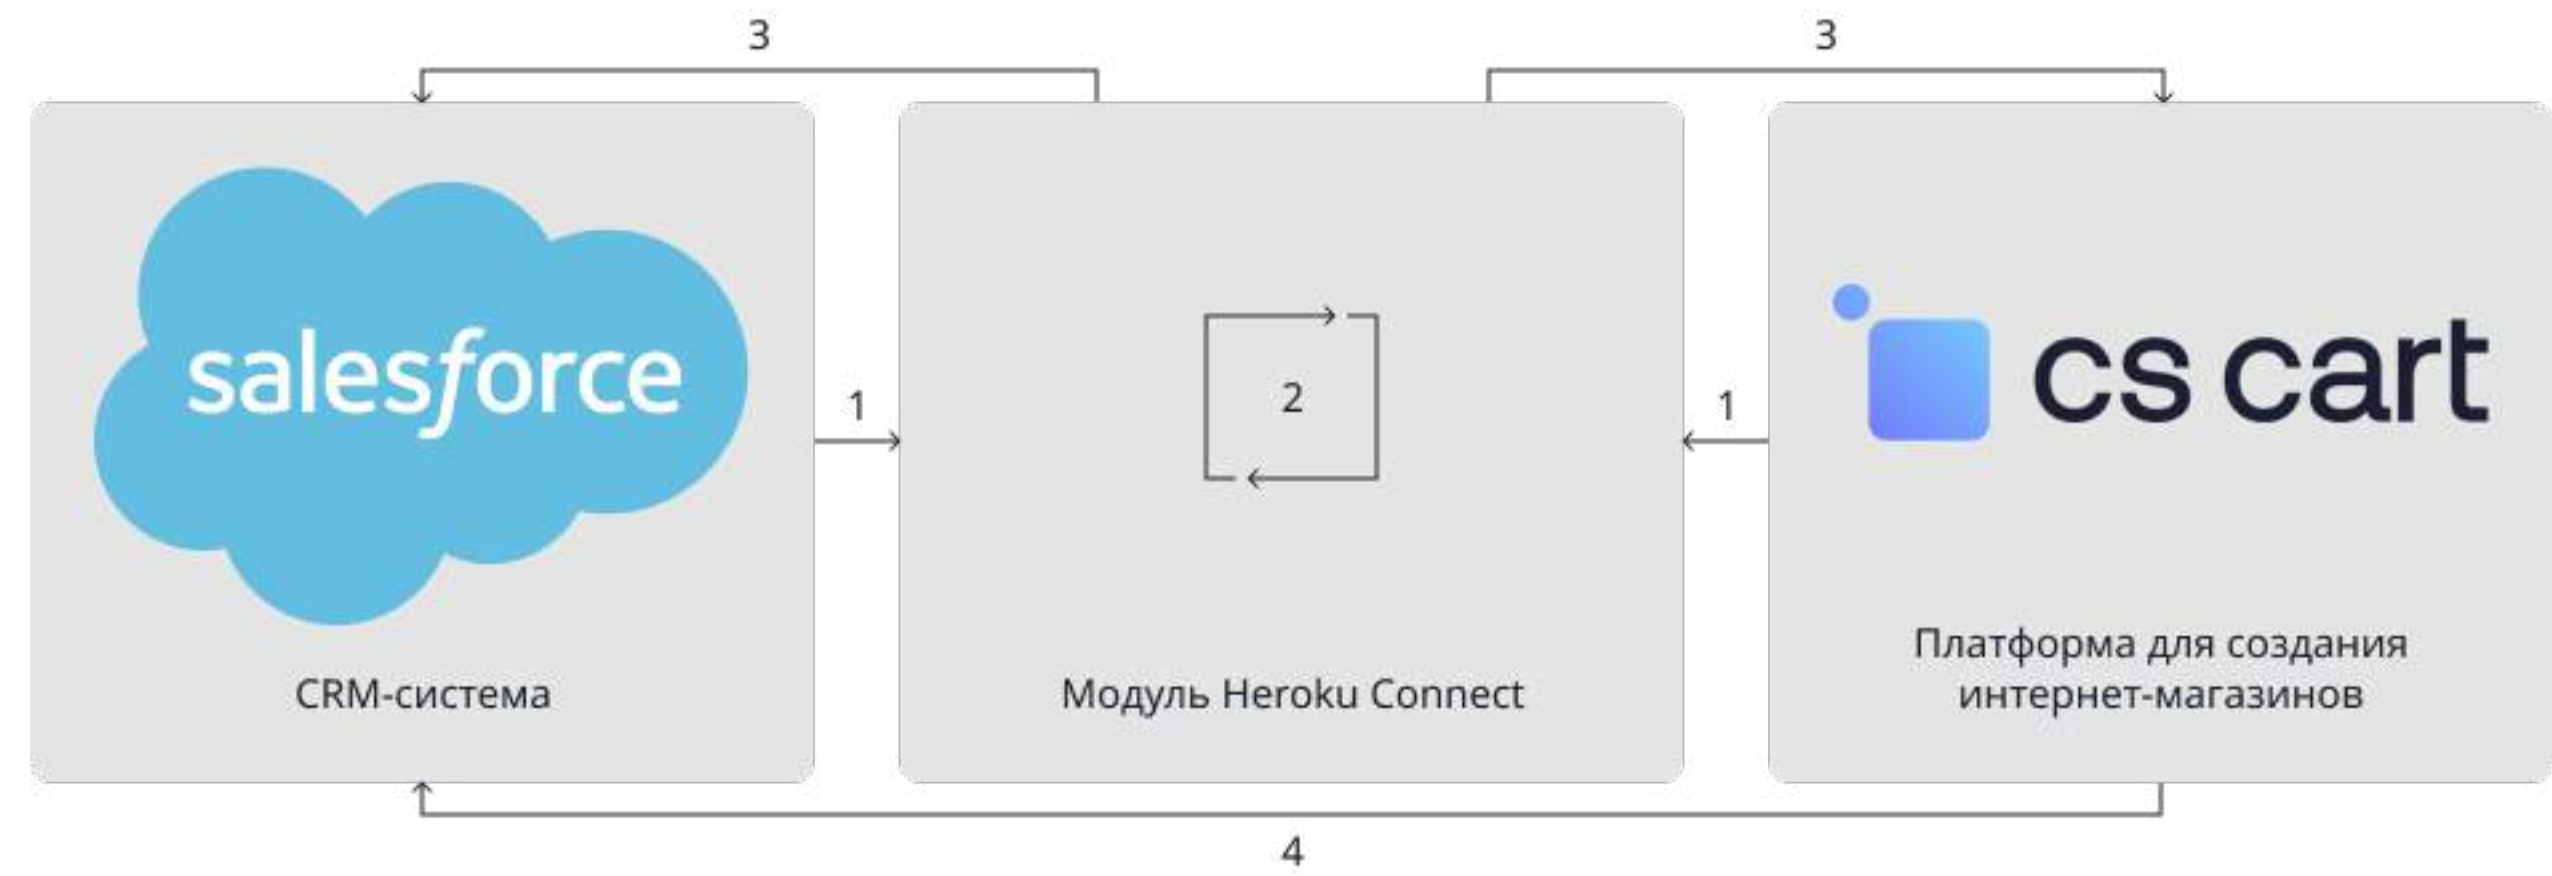 3
3
salesforce
1
2
1
cs cart
CRM-система
Модуль Heroku Connect
Платформа для создания
интернет-магазинов
4